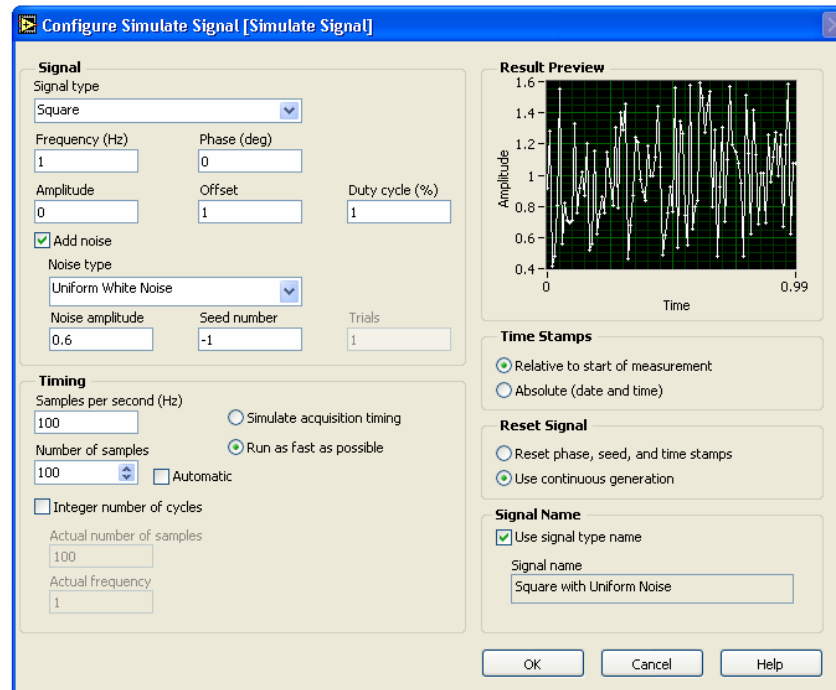 Configure Simulate Signal [Simulate Signal]
Signal
Signal type
Square
Frequency (Hz)
Phase (deg)
1
0
Amplitude
Offset
Duty cycle (%)
0
1
1
Add noise
Noise type
Uniform White Noise
Noise amplitude
Seed number
Trials
0.6
-1
1
Timing
Samples per second (Hz)
100
Simulate acquisition timing
Run as fast as possible
Number of samples
100
Automatic
Integer number of cycles
Actual number of samples
100
Actual frequency
1
Result Preview
1.6
1.4
1.2
1
0.8
0.6
0.4
Amplitude
0
0.99
Time
Time Stamps
Relative to start of measurement
Absolute (date and time)
Reset Signal
Reset phase, seed, and time stamps
Use continuous generation
Signal Name
Use signal type name
Signal name
Square with Uniform Noise
OK
Cancel
Help